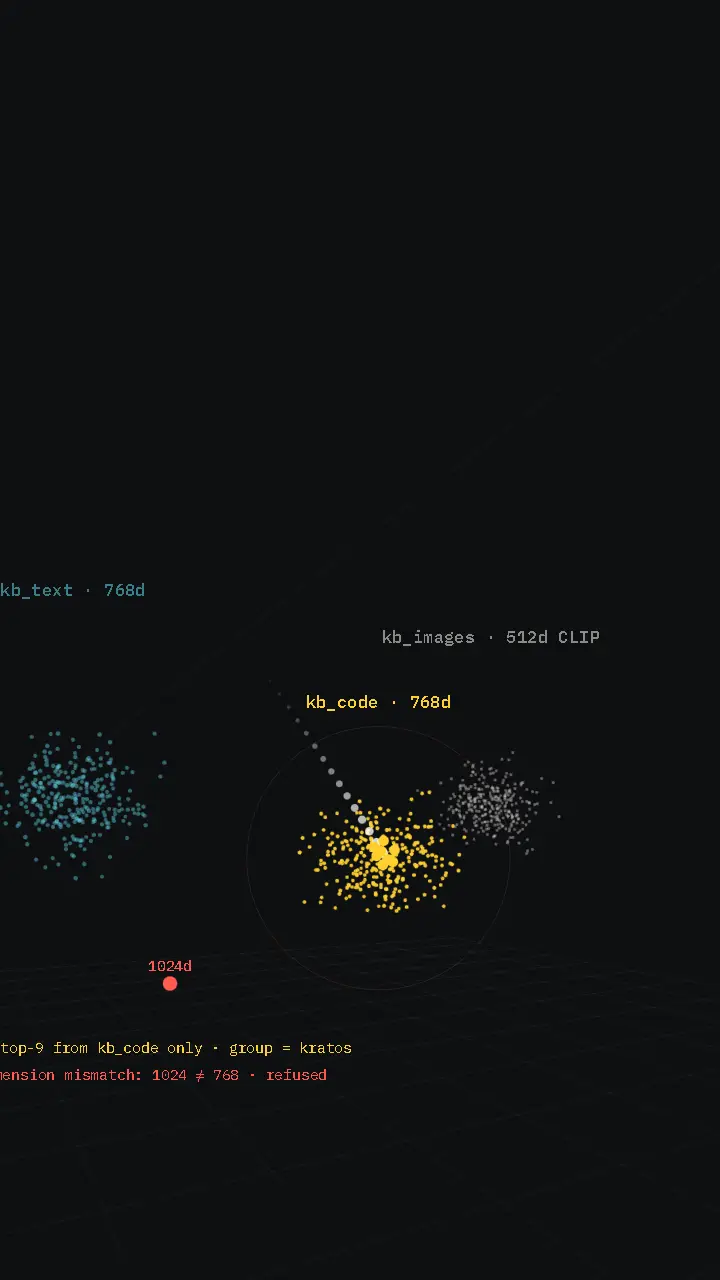 kb_text · 768d
kb_images · 512d CLIP
kb_code · 768d
1024d
top-9 from kb_code only · group = kratos
mismatch: 1024 ≠ 768 · refused